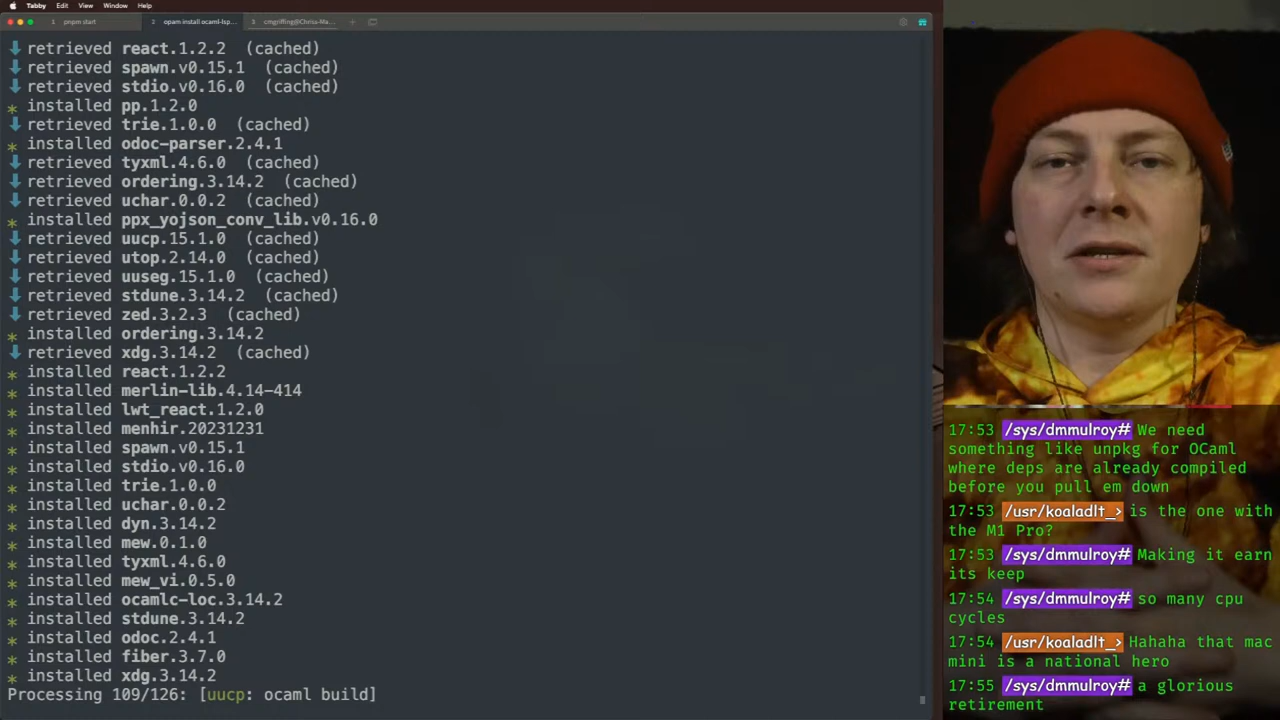 Tabby Edit View Window Help
pnpm start 2 opam install ocaml-lsp... 3 cmgriffing@Chriss-Ma...
retrieved react.1.2.2 (cached)
retrieved spawn.v0.15.1 (cached)
retrieved stdio.v0.16.0 (cached)
* installed pp.1.2.0
retrieved trie.1.0.0 (cached)
* installed odoc-parser.2.4.1
retrieved tyxml.4.6.0 (cached)
retrieved ordering.3.14.2 (cached)
retrieved uchar.0.0.2 (cached)
* installed ppx_yojson_conv_lib.v0.16.0
retrieved uucp.15.1.0 (cached)
retrieved utop.2.14.0 (cached)
retrieved uuseg.15.1.0 (cached)
retrieved stdune.3.14.2 (cached)
retrieved zed.3.2.3 (cached)
* installed ordering.3.14.2
retrieved xdg.3.14.2 (cached)
* installed react.1.2.2
* installed merlin-lib.4.14-414
* installed lwt_react.1.2.0
* installed menhir.20231231
* installed spawn.v0.15.1
* installed stdio.v0.16.0
* installed trie.1.0.0
* installed uchar.0.0.2
* installed dyn.3.14.2
* installed mew.0.1.0
* installed tyxml.4.6.0
* installed mew_vi.0.5.0
* installed ocamlc-loc.3.14.2
* installed stdune.3.14.2
* installed odoc.2.4.1
* installed fiber.3.7.0
* installed xdg.3.14.2
Processing 109/126: [uucp: ocaml build]
17:53 /sys/dmmulroy# We need
something like unpkg for OCaml
where deps are already compiled
before you pull em down
17:53 /usr/koaladlt_> is the one with
the M1 Pro?
17:53 /sys/dmmulroy# Making it earn
its keep
17:54 /sys/dmmulroy# so many cpu
cycles
17:54 /usr/koaladlt_> Hahaha that mac
mini is a national hero
17:55 /sys/dmmulroy# a glorious
retirement